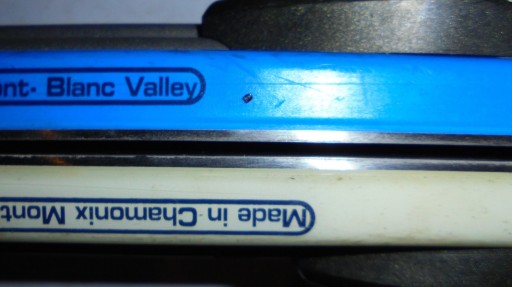 ont- Blanc Valley
Made in Chamonix Mont